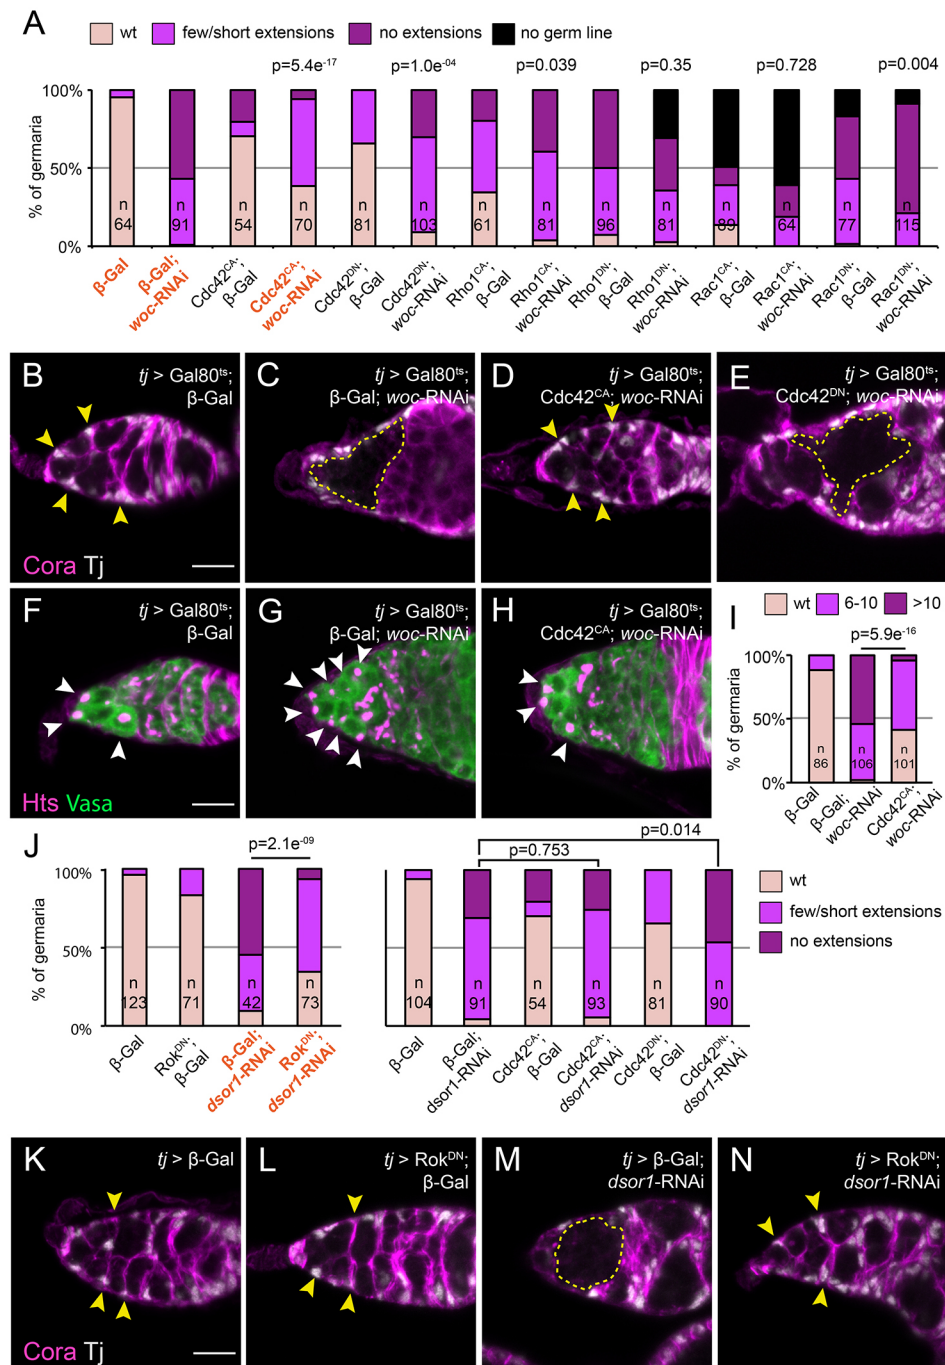 A
wt few/short extensions no extensions no germ line
p=5.4e-17 p=1.0e-04 p=0.039 p=0.35 p=0.728 p=0.004
% of germaria
100%
50%
0%
n n n n n n n n n n n n n n
64 91 54 70 81 103 61 81 96 81 89 64 77 115
β-Gal
β-Gal;
woc-RNAi
Cdc42CA;
β-Gal
Cdc42CA;
woc-RNAi
Cdc42DN;
β-Gal
Cdc42DN;
woc-RNAi
Rho1CA;
β-Gal
Rho1CA;
woc-RNAi
Rho1DN;
β-Gal
Rho1DN;
woc-RNAi
Rac1CA;
β-Gal
Rac1CA;
woc-RNAi
Rac1DN;
β-Gal
Rac1DN;
woc-RNAi
B
tj > Gal80ts;
β-Gal
Cora Tj
C
tj > Gal80ts;
β-Gal; woc-RNAi
D
tj > Gal80ts;
Cdc42CA; woc-RNAi
E
tj > Gal80ts;
Cdc42DN; woc-RNAi
F
tj > Gal80ts;
β-Gal
Hts Vasa
G
tj > Gal80ts;
β-Gal; woc-RNAi
H
tj > Gal80ts;
Cdc42CA; woc-RNAi
I
wt 6-10 >10
p=5.9e-16
% of germaria
100%
50%
0%
n n n
86 106 101
β-Gal
β-Gal;
woc-RNAi
Cdc42CA;
woc-RNAi
J
p=2.1e-09
% of germaria
100%
50%
0%
n n n n
123 71 42 73
β-Gal
RokDN;
β-Gal
β-Gal;
dsor1-RNAi
RokDN;
dsor1-RNAi
p=0.014
p=0.753
n n n n n n
104 91 54 93 81 90
β-Gal
β-Gal;
dsor1-RNAi
Cdc42CA;
β-Gal
Cdc42CA;
dsor1-RNAi
Cdc42DN;
β-Gal
Cdc42DN;
dsor1-RNAi
wt
few/short extensions
no extensions
K
tj > β-Gal
Cora Tj
L
tj > RokDN;
β-Gal
M
tj > β-Gal;
dsor1-RNAi
N
tj > RokDN;
dsor1-RNAi